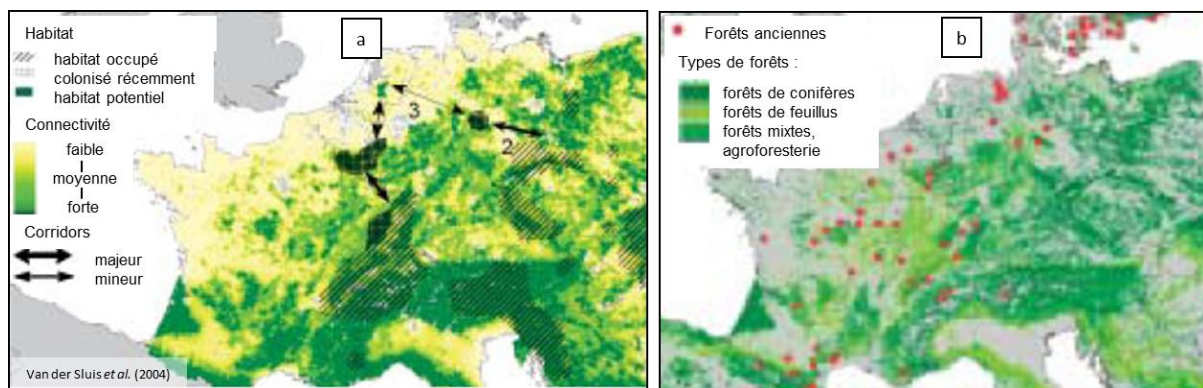 Habitat
habitat occupé
colonisé récemment
habitat potentiel
Connectivité
faible
moyenne
forte
Corridors
majeur
mineur
Van der Sluis et al. (2004)
a
3
2
b
Forêts anciennes
Types de forêts :
forêts de conifères
forêts de feuillus
forêts mixtes,
agroforesterie